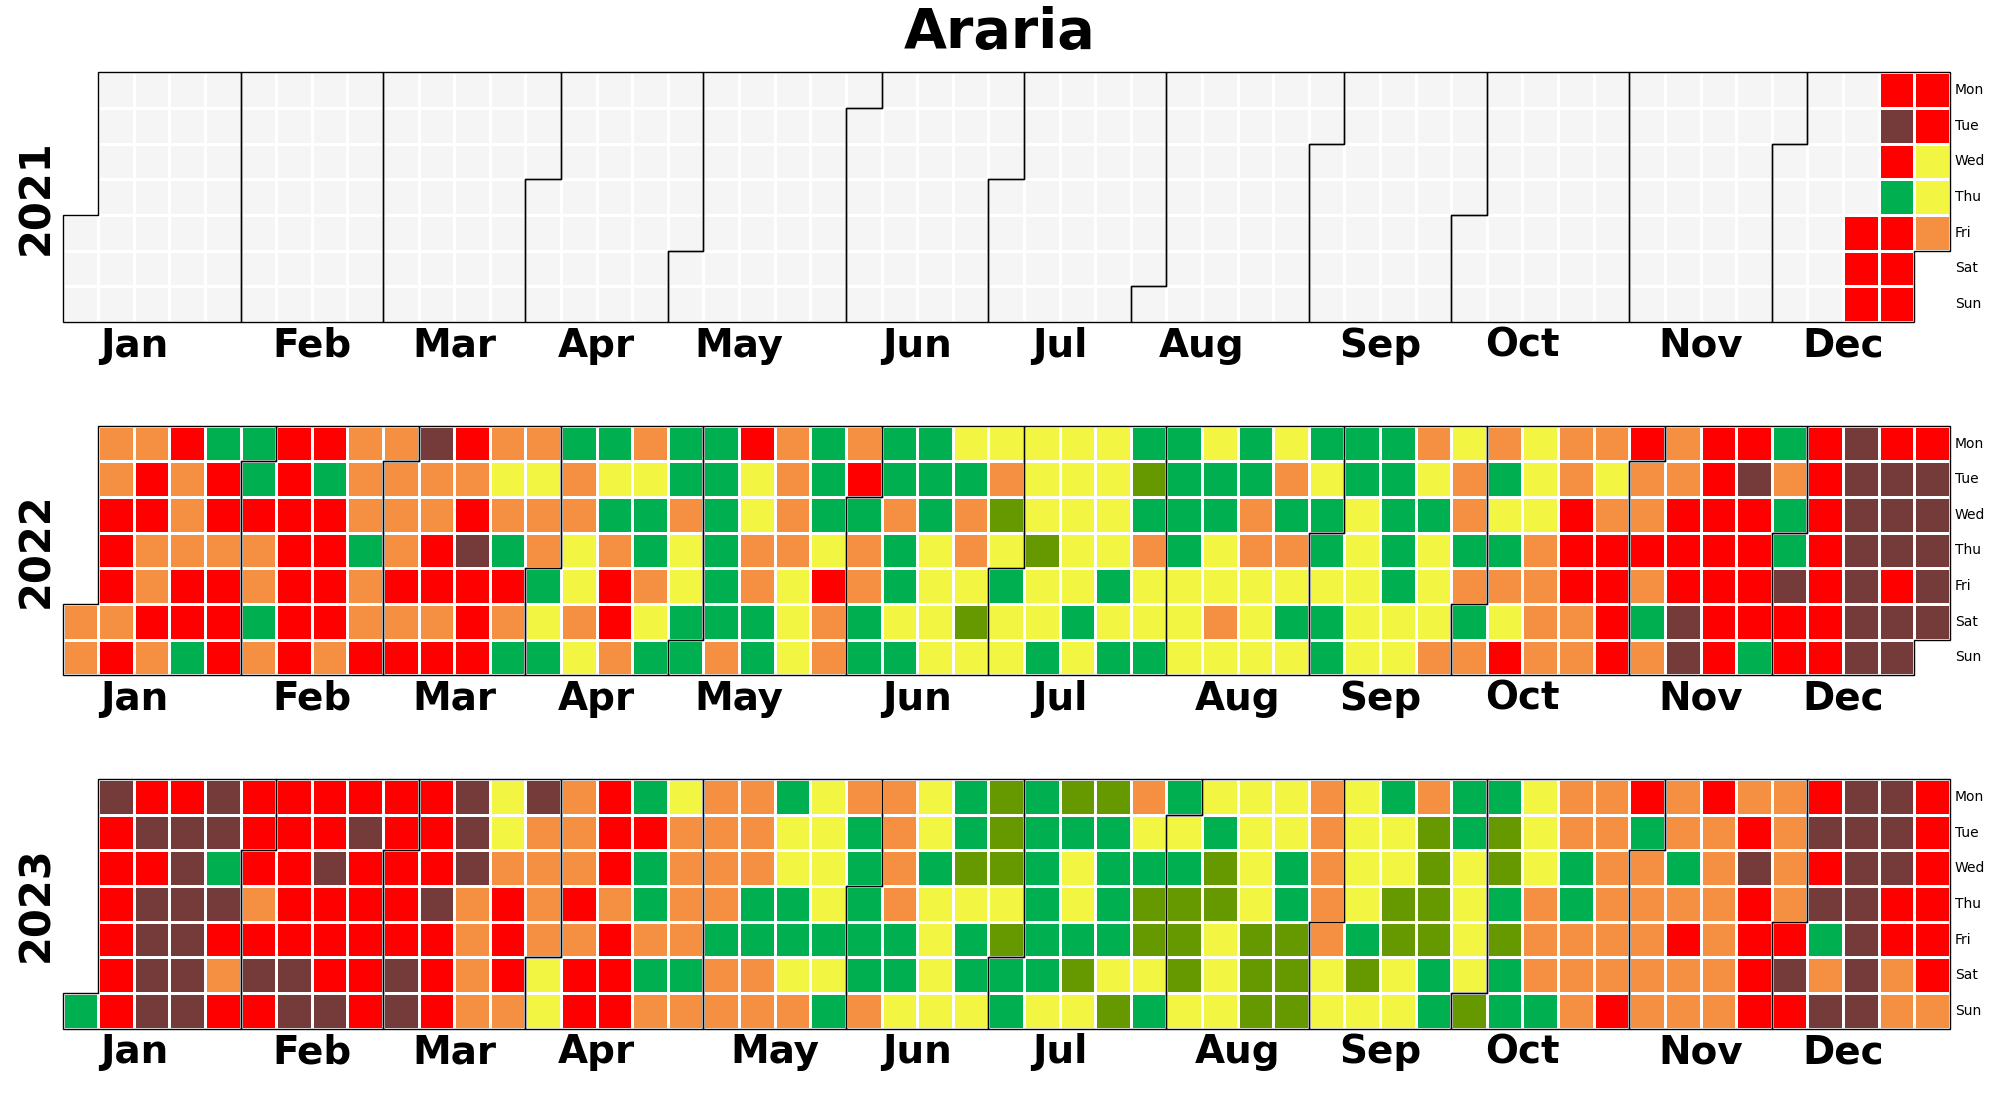 Araria
2021
Mon
Tue
Wed
Thu
Fri
Sat
Sun
Jan Feb Mar Apr May Jun Jul Aug Sep Oct Nov Dec
2022
Mon
Tue
Wed
Thu
Fri
Sat
Sun
Jan Feb Mar Apr May Jun Jul Aug Sep Oct Nov Dec
2023
Mon
Tue
Wed
Thu
Fri
Sat
Sun
Jan Feb Mar Apr May Jun Jul Aug Sep Oct Nov Dec